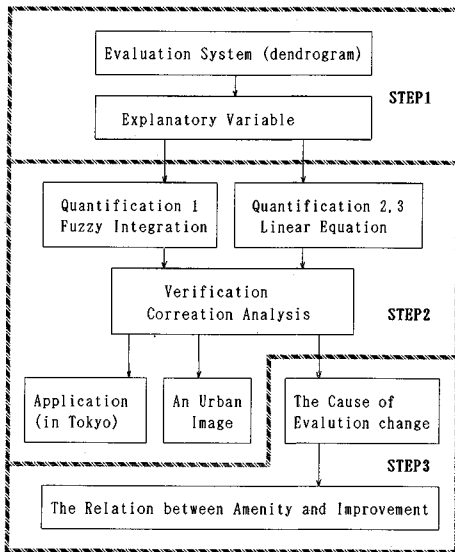 Evaluation System (dendrogram)
STEP1
Explanatory Variable
Quantification 1
Fuzzy Integration
Quantification 2,3
Linear Equation
Verification
Correation Analysis
STEP2
Application
(in Tokyo)
An Urban
Image
The Cause of
Evalution change
STEP3
The Relation between Amenity and Improvement